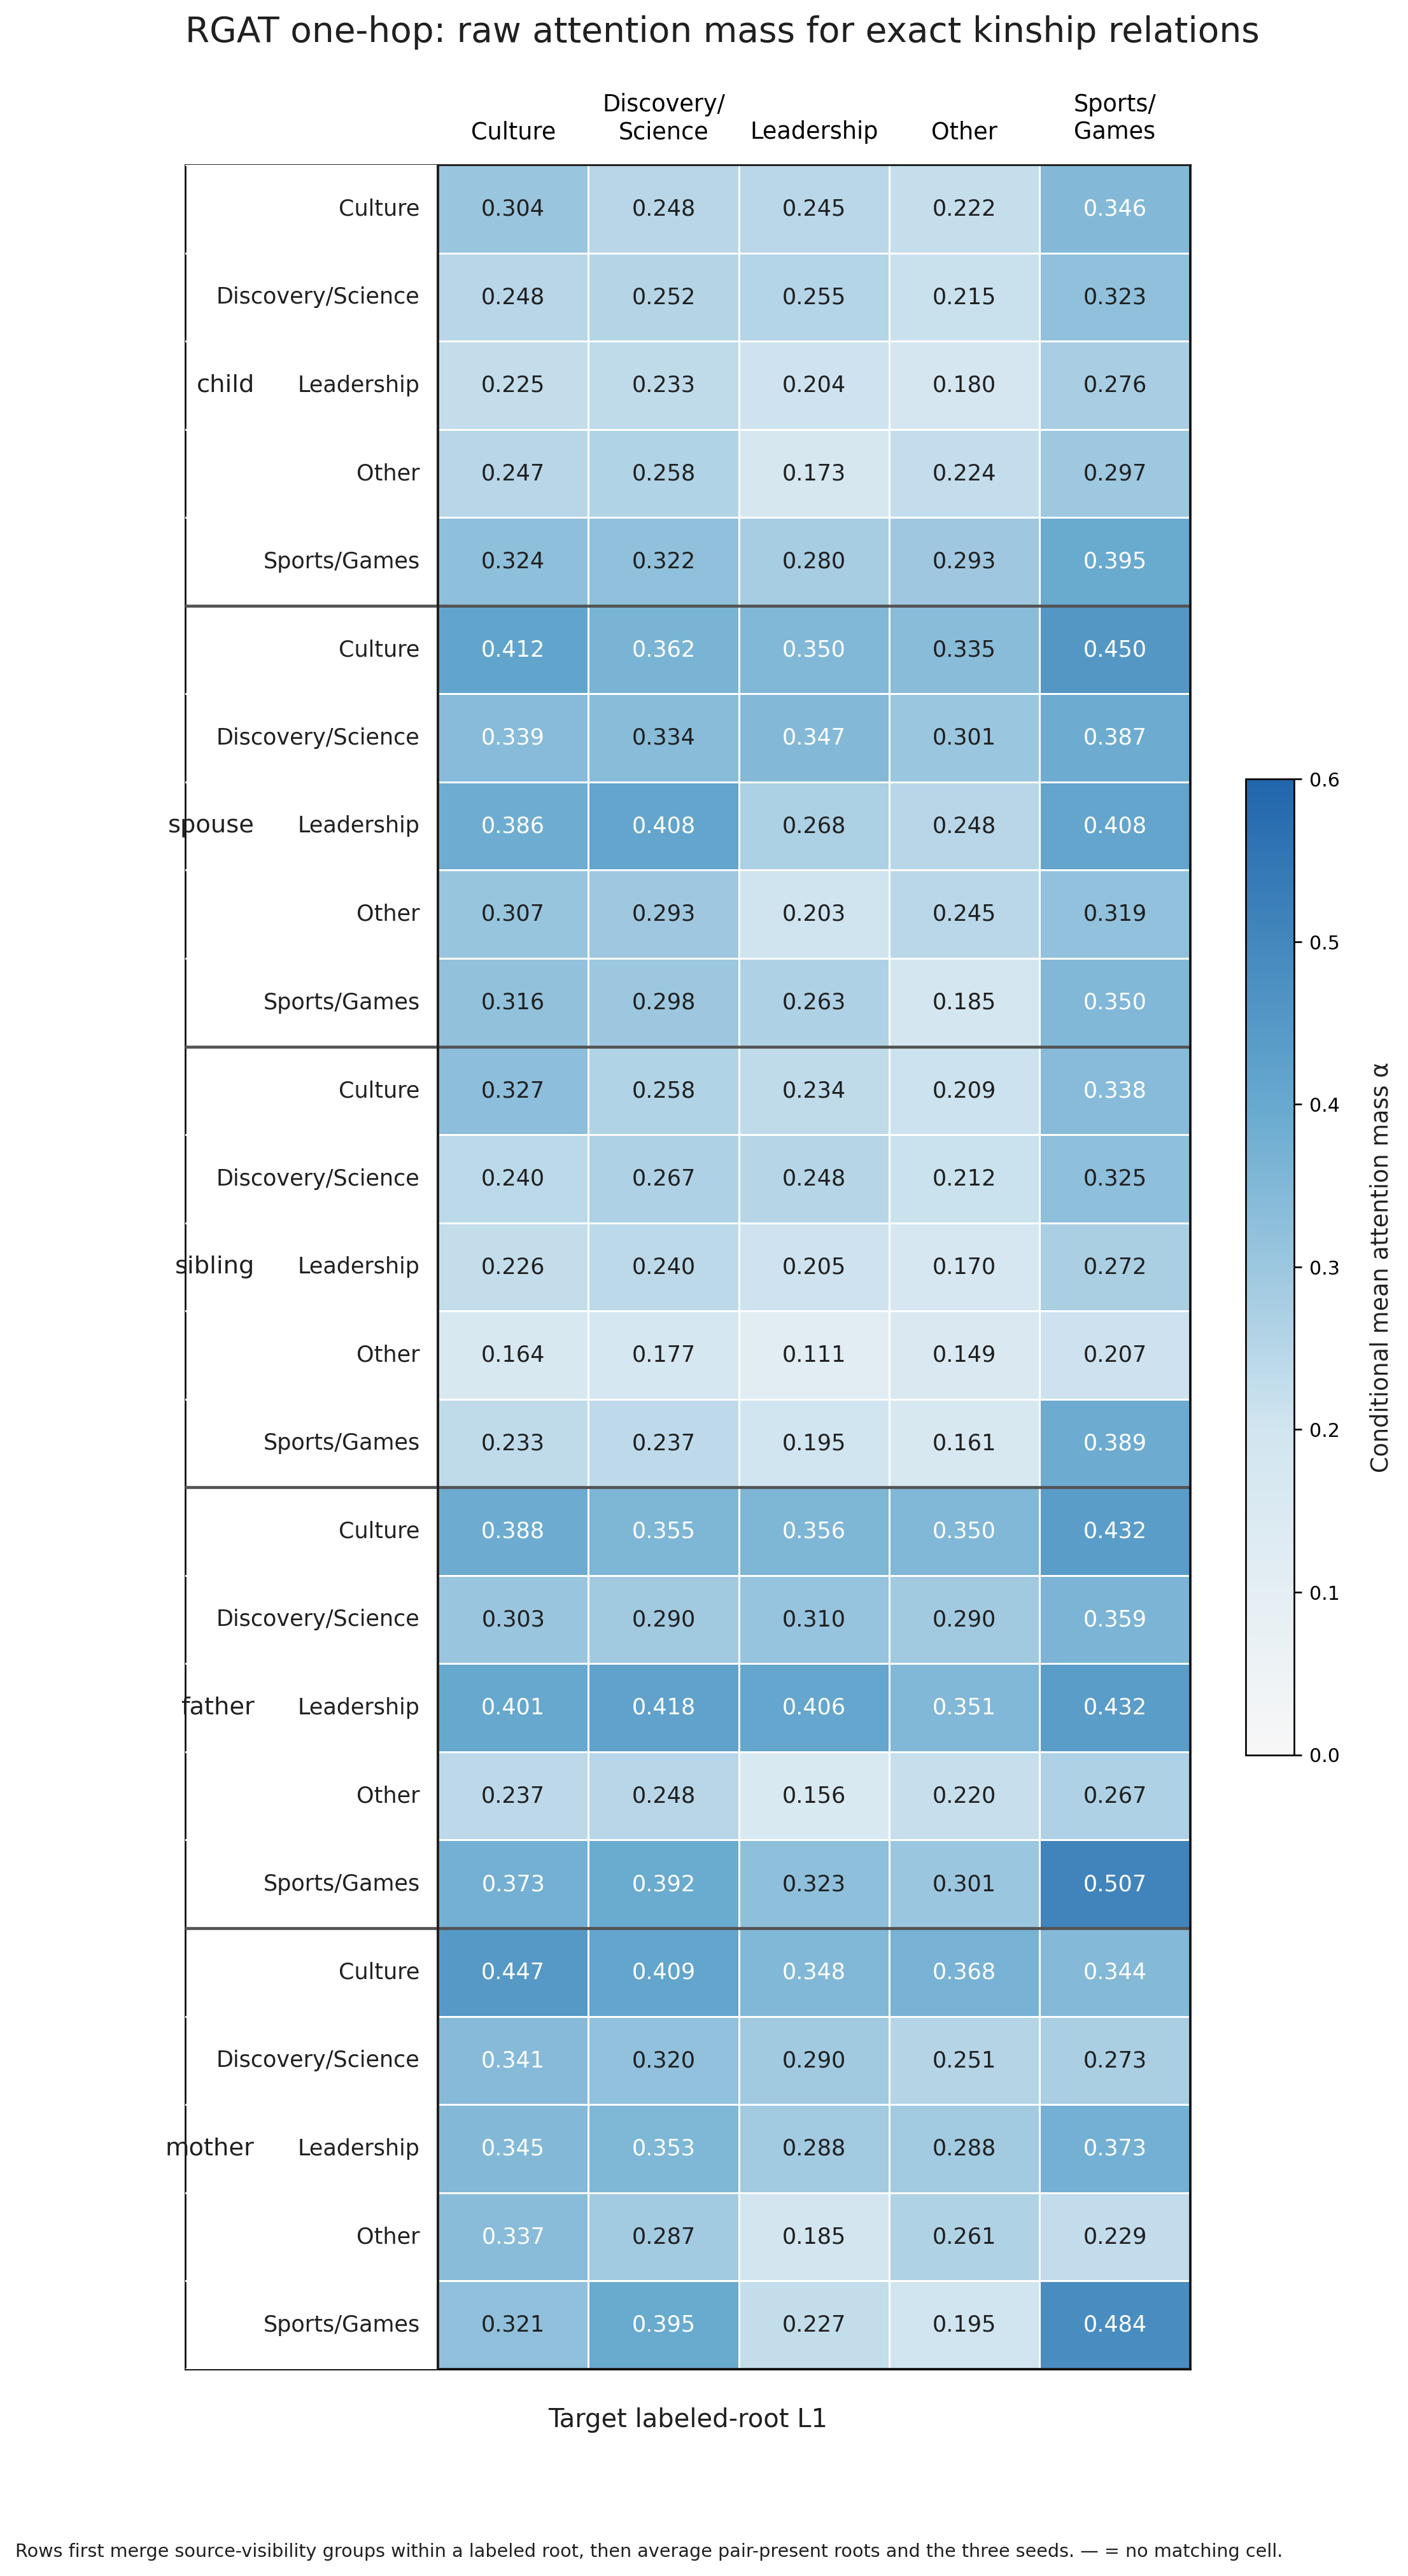 RGAT one-hop: raw attention mass for exact kinship relations
Culture Discovery/ Science Leadership Other Sports/ Games
Culture 0.304 0.248 0.245 0.222 0.346
Discovery/Science 0.248 0.252 0.255 0.215 0.323
child Leadership 0.225 0.233 0.204 0.180 0.276
Other 0.247 0.258 0.173 0.224 0.297
Sports/Games 0.324 0.322 0.280 0.293 0.395
Culture 0.412 0.362 0.350 0.335 0.450
Discovery/Science 0.339 0.334 0.347 0.301 0.387
spouse Leadership 0.386 0.408 0.268 0.248 0.408
Other 0.307 0.293 0.203 0.245 0.319
Sports/Games 0.316 0.298 0.263 0.185 0.350
Culture 0.327 0.258 0.234 0.209 0.338
Discovery/Science 0.240 0.267 0.248 0.212 0.325
sibling Leadership 0.226 0.240 0.205 0.170 0.272
Other 0.164 0.177 0.111 0.149 0.207
Sports/Games 0.233 0.237 0.195 0.161 0.389
Culture 0.388 0.355 0.356 0.350 0.432
Discovery/Science 0.303 0.290 0.310 0.290 0.359
father Leadership 0.401 0.418 0.406 0.351 0.432
Other 0.237 0.248 0.156 0.220 0.267
Sports/Games 0.373 0.392 0.323 0.301 0.507
Culture 0.447 0.409 0.348 0.368 0.344
Discovery/Science 0.341 0.320 0.290 0.251 0.273
mother Leadership 0.345 0.353 0.288 0.288 0.373
Other 0.337 0.287 0.185 0.261 0.229
Sports/Games 0.321 0.395 0.227 0.195 0.484
Target labeled-root L1
0.6
0.5
0.4
0.3
0.2
0.1
0.0
Conditional mean attention mass α
Rows first merge source-visibility groups within a labeled root, then average pair-present roots and the three seeds. — = no matching cell.